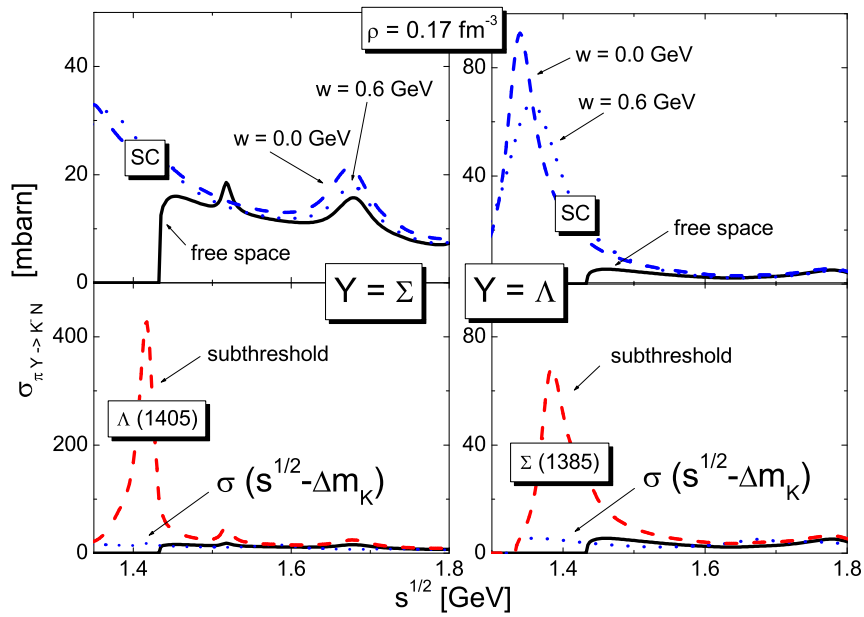 ρ = 0.17 fm⁻³
50
40
20
0
w = 0.6 GeV
w = 0.0 GeV
SC
free space
Y = Σ
80
40
0
w = 0.0 GeV
w = 0.6 GeV
SC
free space
Y = Λ
σ π Y -> K⁻ N [mbarn]
400
200
0
subthreshold
Λ (1405)
σ (s^1/2-Δm_K)
1.4
1.6
1.8
80
40
0
subthreshold
Σ (1385)
σ (s^1/2-Δm_K)
1.4
1.6
1.8
s^1/2 [GeV]